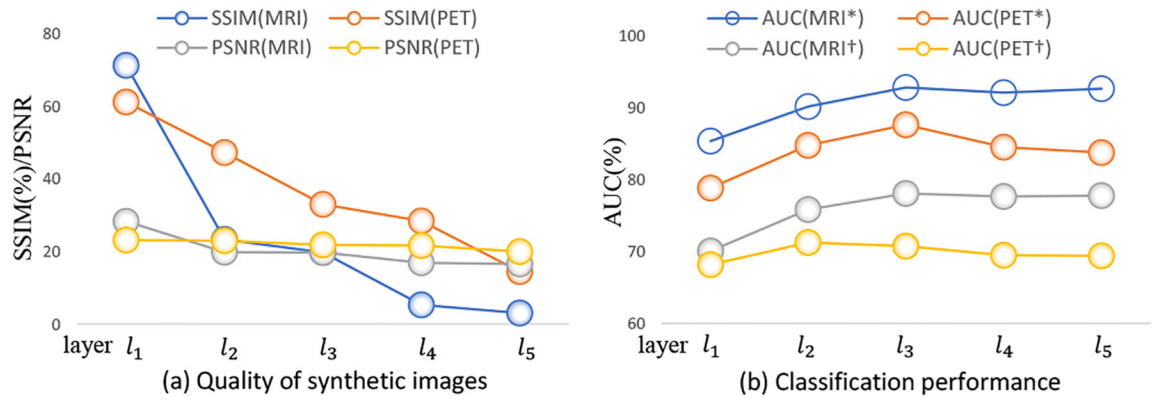 SSIM(MRI) SSIM(PET)
PSNR(MRI) PSNR(PET)
80
60
40
20
0
SSIM(%)/PSNR
layer l₁ l₂ l₃ l₄ l₅
(a) Quality of synthetic images
AUC(MRI*) AUC(PET*)
AUC(MRI†) AUC(PET†)
100
90
80
70
60
AUC(%)
layer l₁ l₂ l₃ l₄ l₅
(b) Classification performance